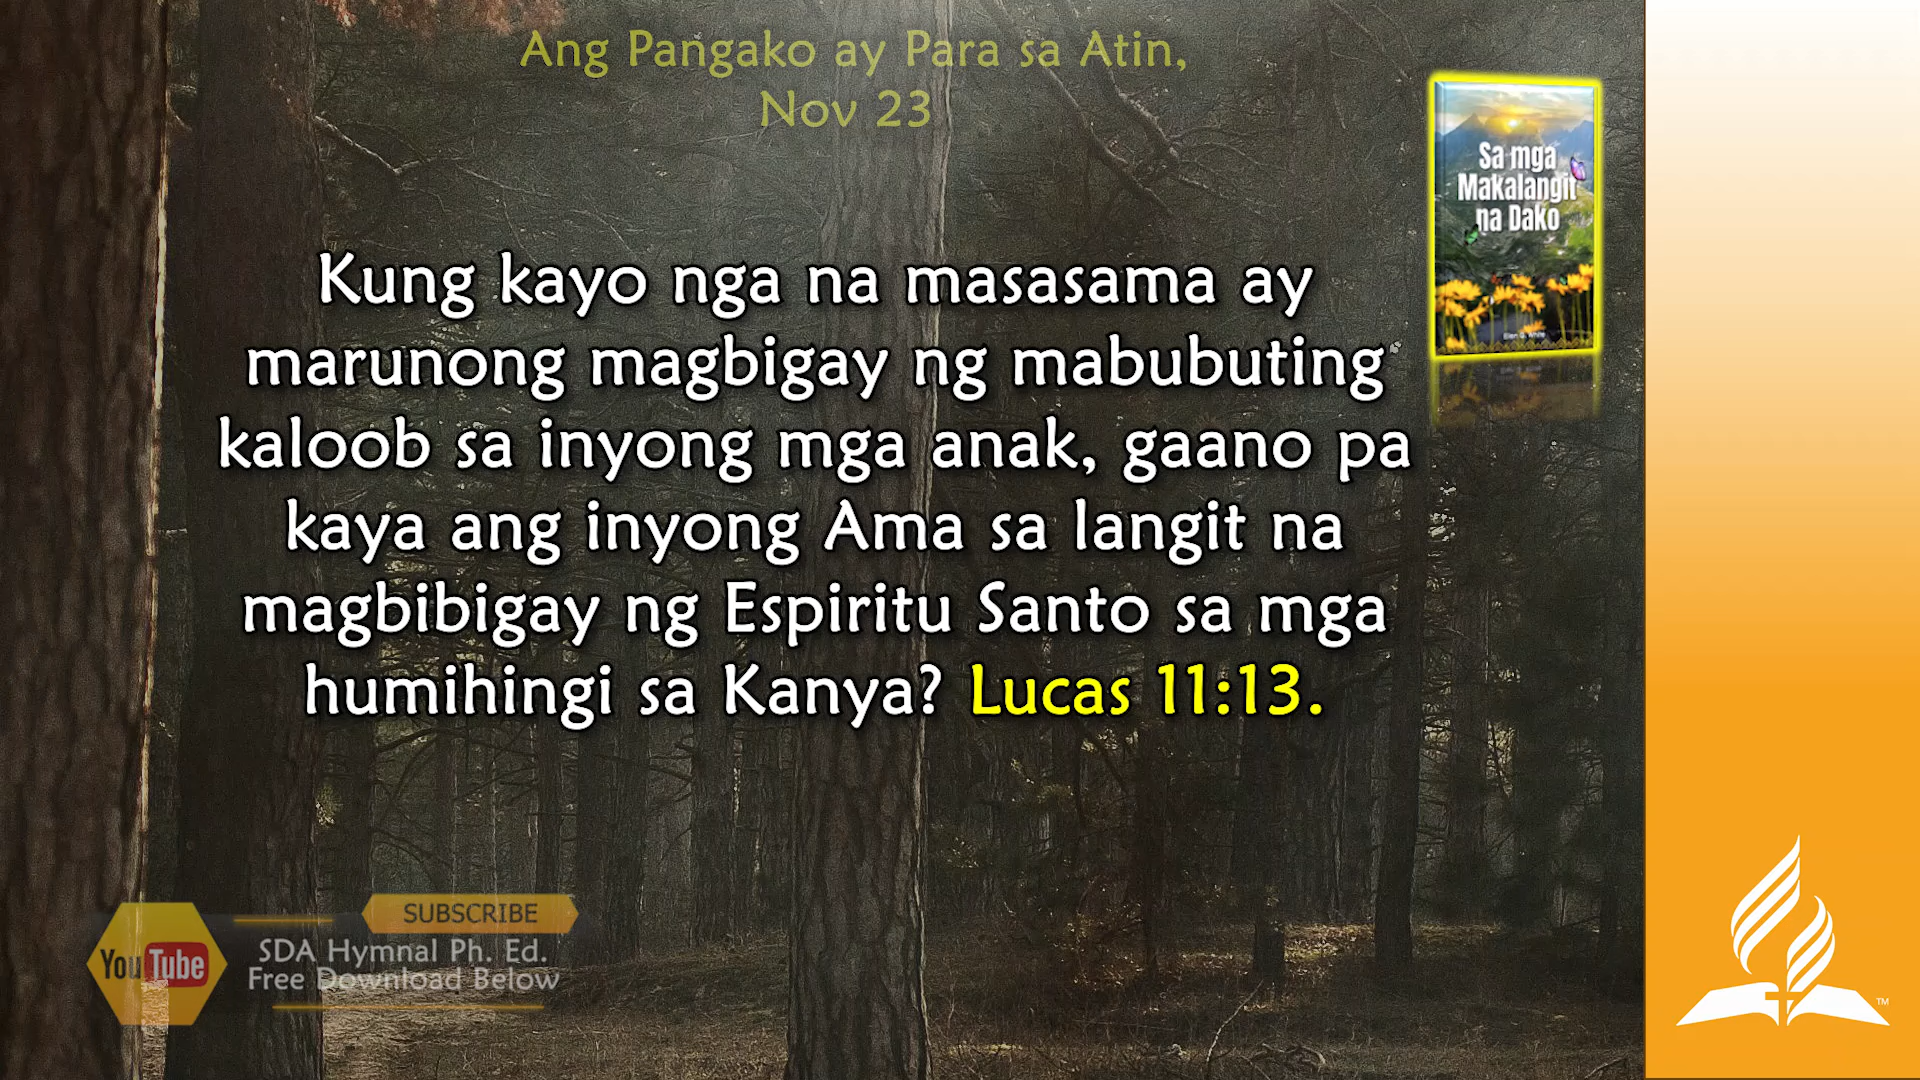 Ang Pangako ay Para sa Atin,
Nov 23
Sa mga
Makalangit
na Dako
Ellen G. White
Kung kayo nga na masasama ay
marunong magbigay ng mabubuting
kaloob sa inyong mga anak, gaano pa
kaya ang inyong Ama sa langit na
magbibigay ng Espiritu Santo sa mga
humihingi sa Kanya? Lucas 11:13.
SUBSCRIBE
YouTube
SDA Hymnal Ph. Ed.
Free Download Below
TM